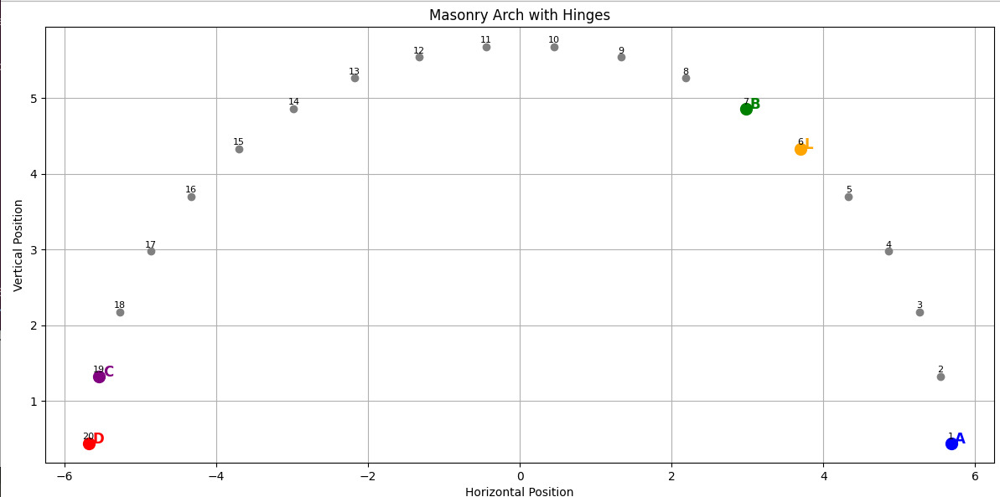 Masonry Arch with Hinges
11 10
12 9
13 8
14 7 B
15 6 L
16 5
17 4
18 3
19 C 2
20 D 1 A
5
4
3
2
1
Vertical Position
−6 −4 −2 0 2 4 6
Horizontal Position